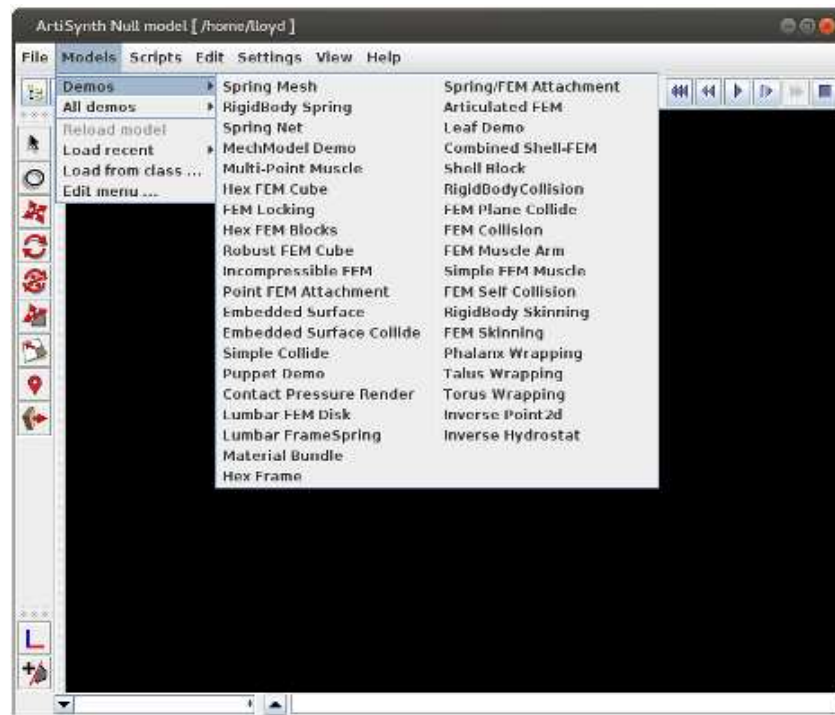 ArtiSynth Null model [ /home/lloyd ]
File Models Scripts Edit Settings View Help
Demos
All demos
Reload model
Load recent
Load from class ...
Edit menu ...
Spring Mesh
RigidBody Spring
Spring Net
MechModel Demo
Multi-Point Muscle
Hex FEM Cube
FEM Locking
Hex FEM Blocks
Robust FEM Cube
Incompressible FEM
Point FEM Attachment
Embedded Surface
Embedded Surface Collide
Simple Collide
Puppet Demo
Contact Pressure Render
Lumbar FEM Disk
Lumbar FrameSpring
Material Bundle
Hex Frame
Spring/FEM Attachment
Articulated FEM
Leaf Demo
Combined Shell-FEM
Shell Block
RigidBodyCollision
FEM Plane Collide
FEM Collision
FEM Muscle Arm
Simple FEM Muscle
FEM Self Collision
RigidBody Skinning
FEM Skinning
Phalanx Wrapping
Talus Wrapping
Torus Wrapping
Inverse Point2d
Inverse Hydrostat